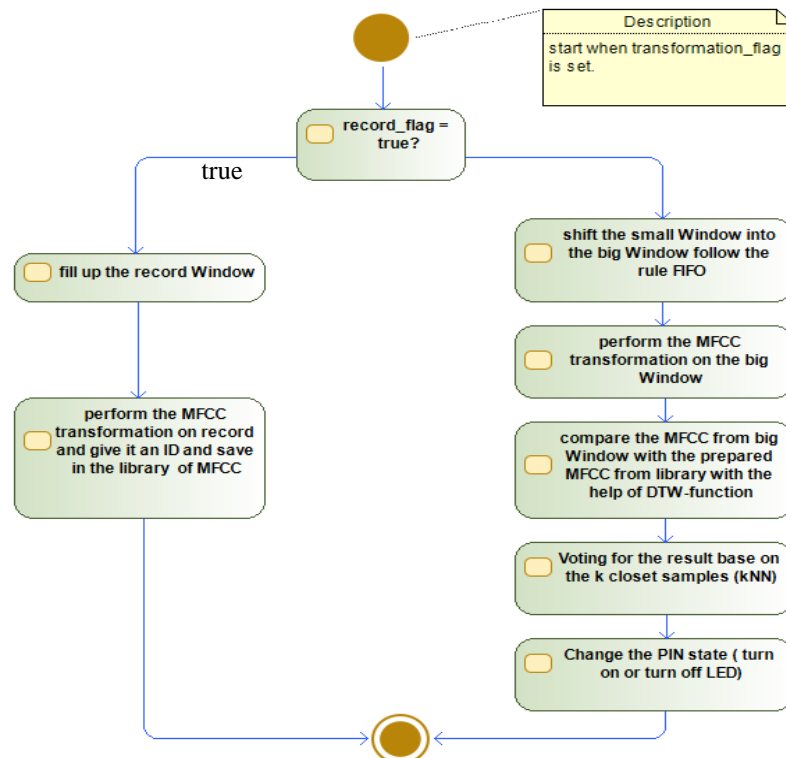 Description
start when transformation_flag
is set.
record_flag =
true?
true
fill up the record Window
perform the MFCC
transformation on record
and give it an ID and save
in the library of MFCC
shift the small Window into
the big Window follow the
rule FIFO
perform the MFCC
transformation on the big
Window
compare the MFCC from big
Window with the prepared
MFCC from library with the
help of DTW-function
Voting for the result base on
the k closet samples (kNN)
Change the PIN state ( turn
on or turn off LED)